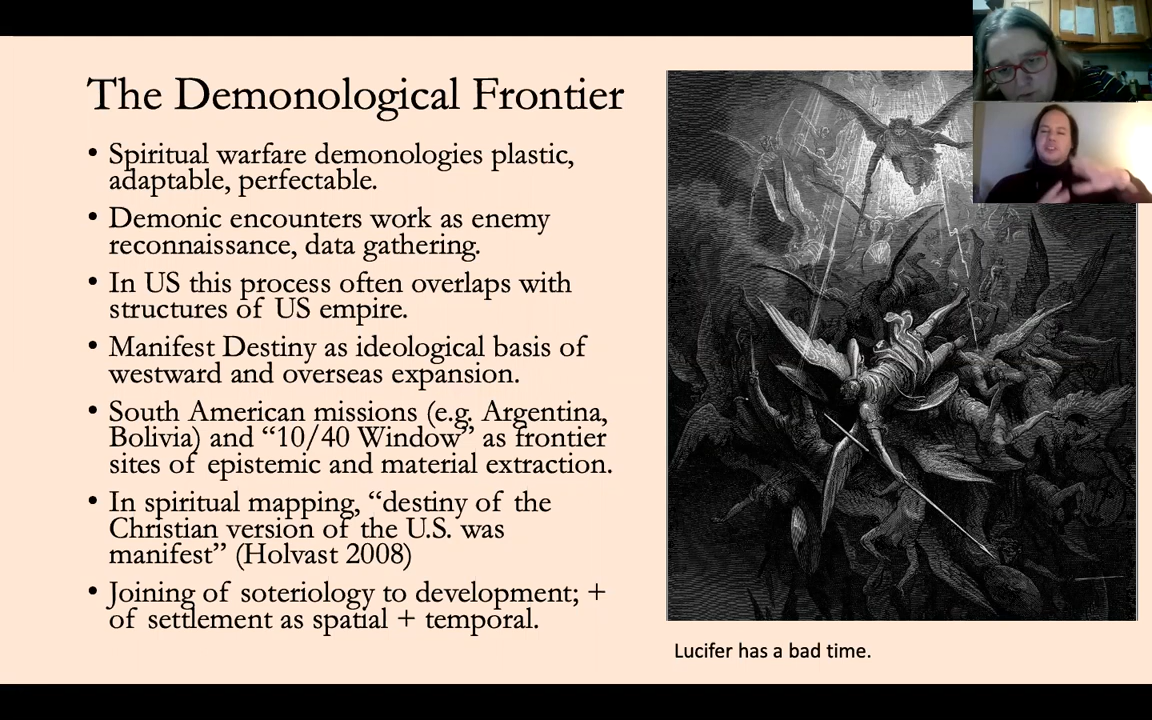 The Demonological Frontier
• Spiritual warfare demonologies plastic,
adaptable, perfectable.
• Demonic encounters work as enemy
reconnaissance, data gathering.
• In US this process often overlaps with
structures of US empire.
• Manifest Destiny as ideological basis of
westward and overseas expansion.
• South American missions (e.g. Argentina,
Bolivia) and “10/40 Window” as frontier
sites of epistemic and material extraction.
• In spiritual mapping, “destiny of the
Christian version of the U.S. was
manifest” (Holvast 2008)
• Joining of soteriology to development; +
of settlement as spatial + temporal.
Lucifer has a bad time.